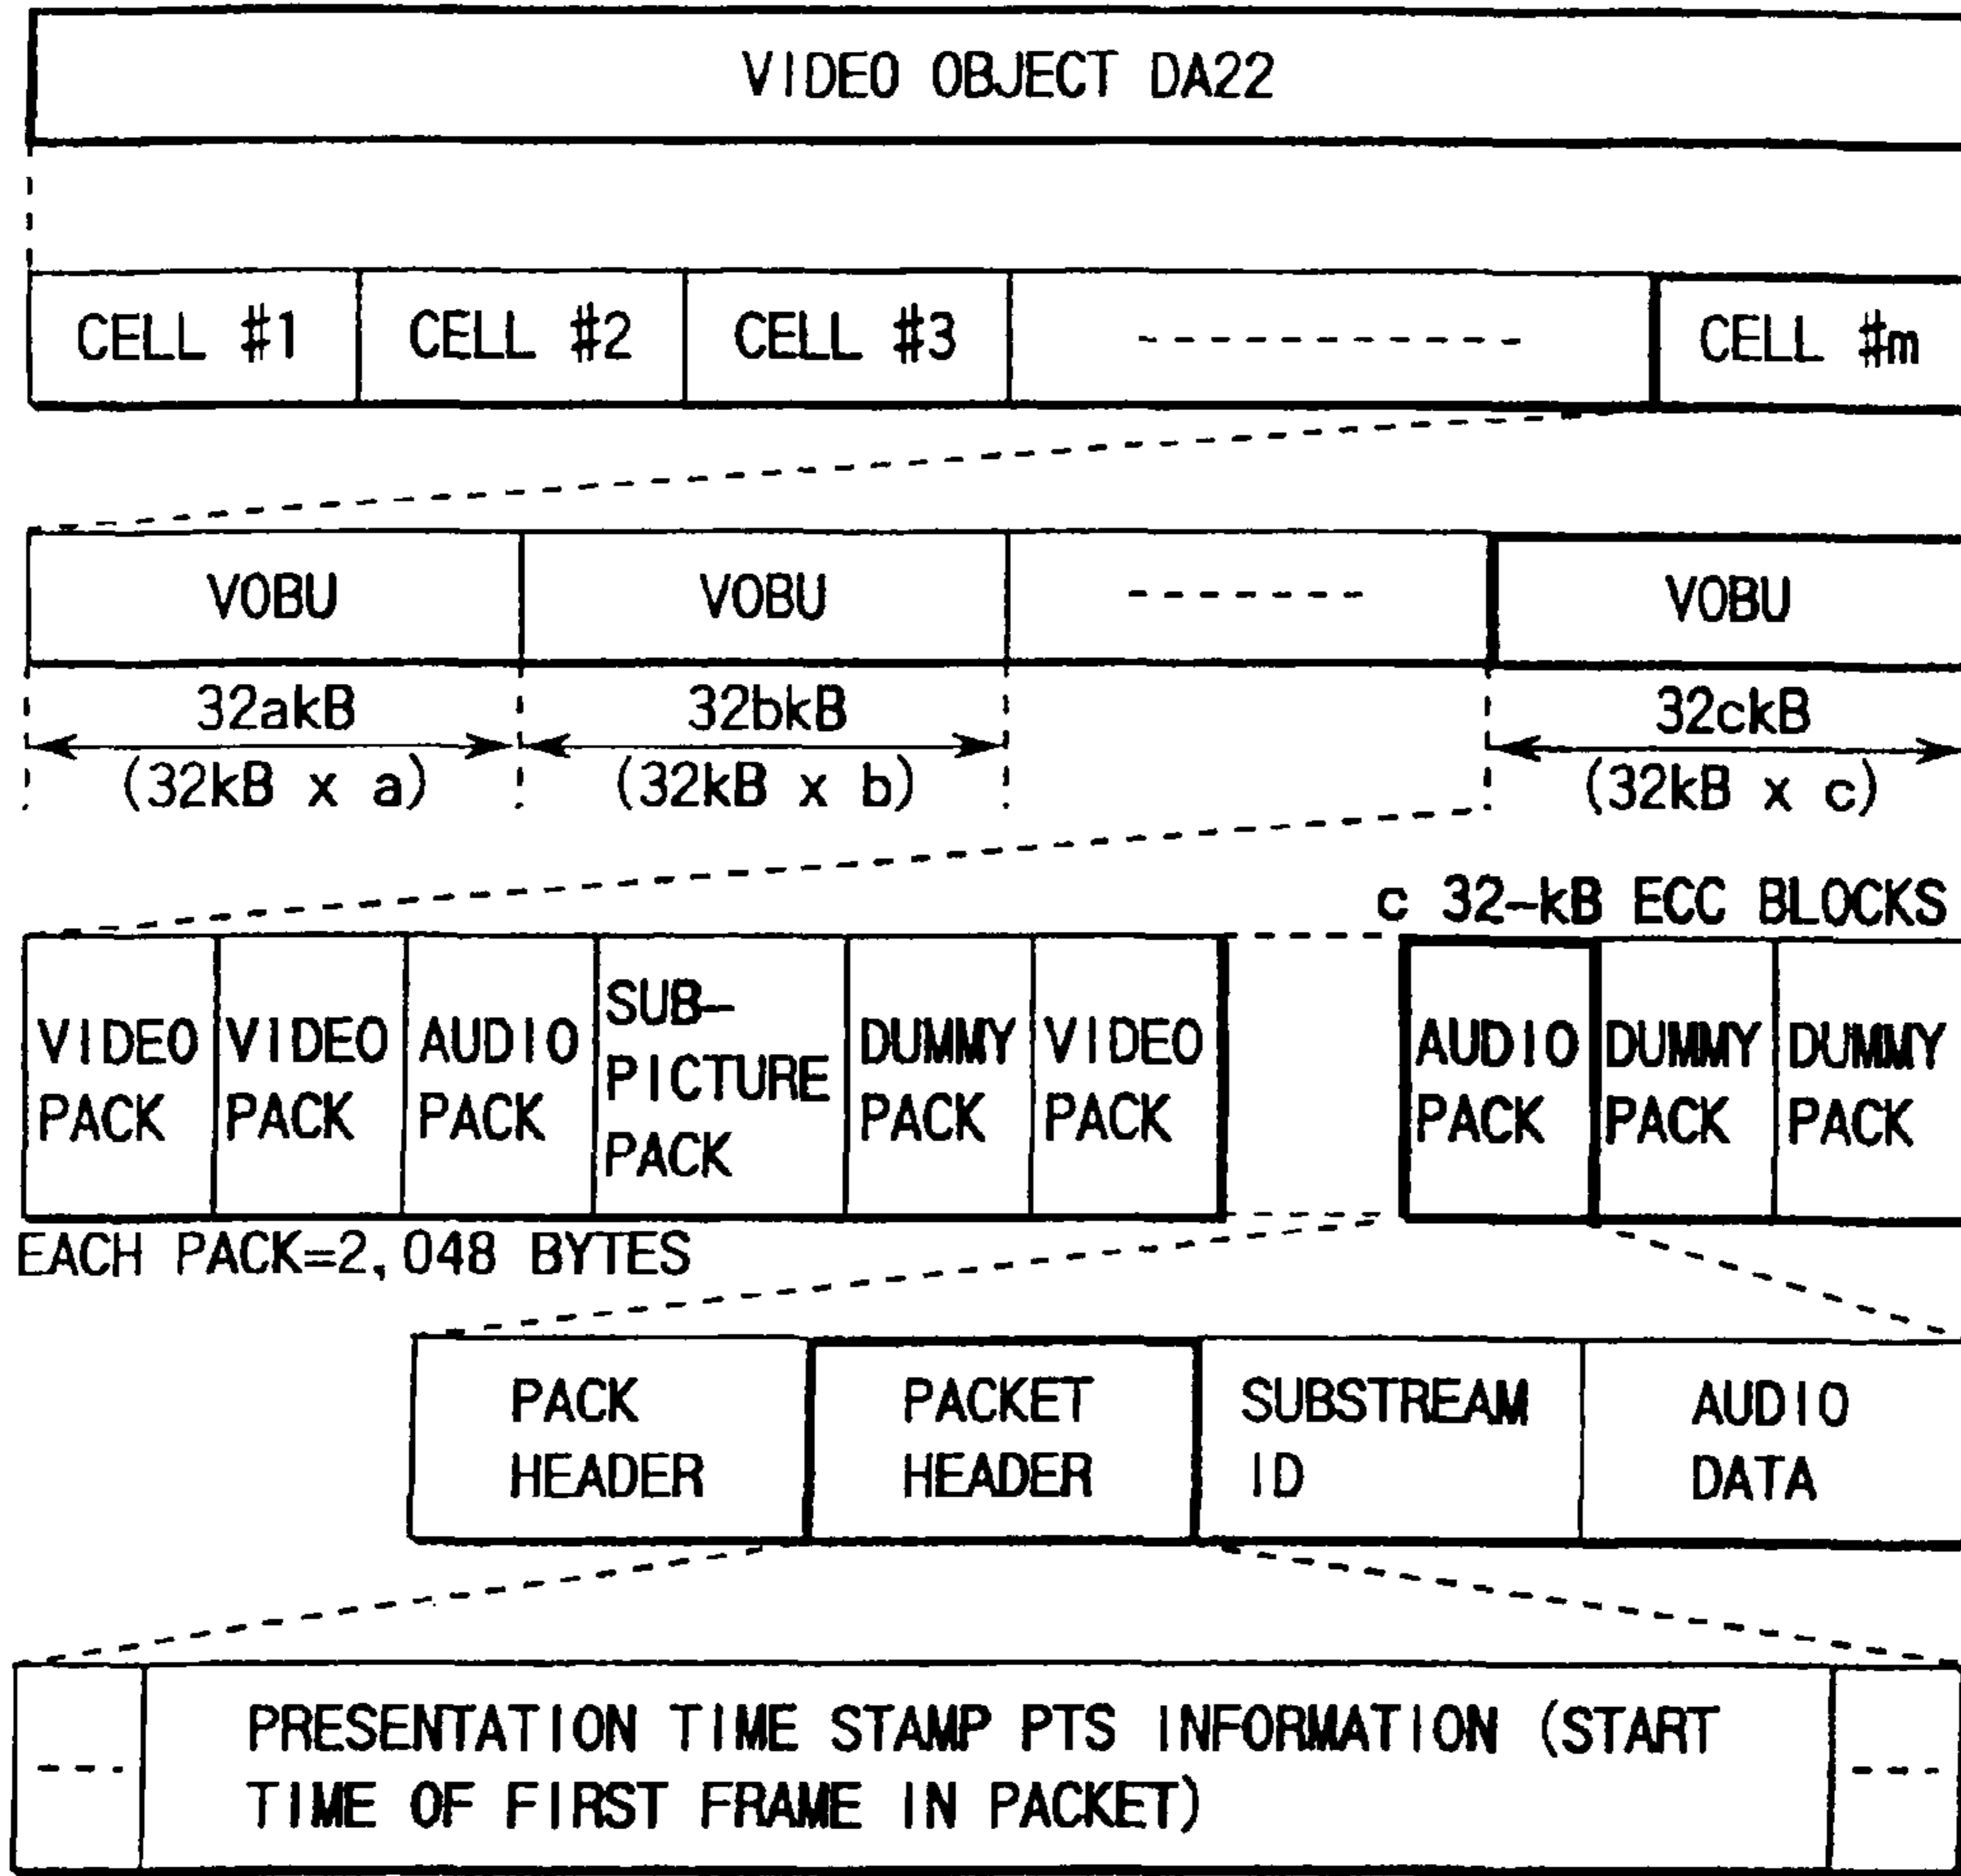 VIDEO OBJECT DA22
CELL #1
CELL #2
CELL #3
CELL #m
VOBU
VOBU
VOBU
32akB
(32kB x a)
32bkB
(32kB x b)
32ckB
(32kB x c)
c 32-kB ECC BLOCKS
VIDEO
PACK
VIDEO
PACK
AUDIO
PACK
SUB-
PICTURE
PACK
DUMMY
PACK
VIDEO
PACK
AUDIO
PACK
DUMMY
PACK
DUMMY
PACK
EACH PACK=2,048 BYTES
PACK
HEADER
PACKET
HEADER
SUBSTREAM
ID
AUDIO
DATA
PRESENTATION TIME STAMP PTS INFORMATION (START
TIME OF FIRST FRAME IN PACKET)